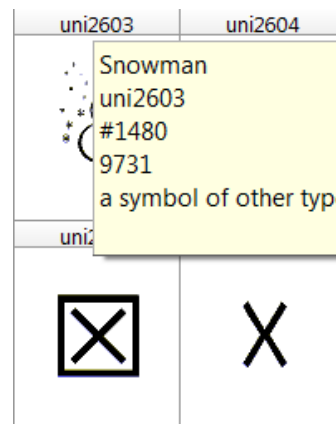 uni2603 uni2604
Snowman
uni2603
#1480
9731
a symbol of other typ